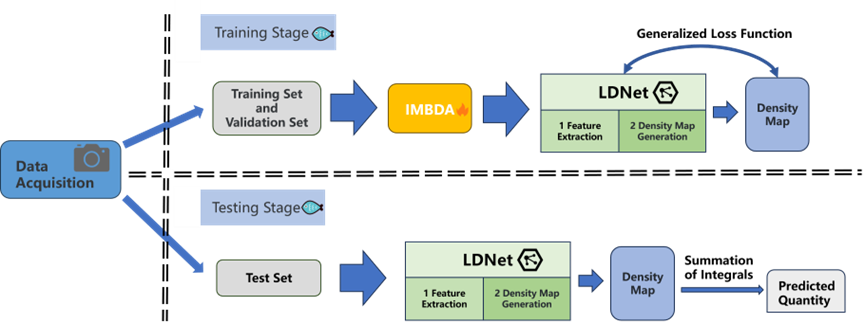 Training Stage
Generalized Loss Function
Training Set
and
Validation Set
IMBDA
LDNet
1 Feature
Extraction
2 Density Map
Generation
Density
Map
Data
Acquisition
Testing Stage
Test Set
LDNet
1 Feature
Extraction
2 Density Map
Generation
Density
Map
Summation
of Integrals
Predicted
Quantity